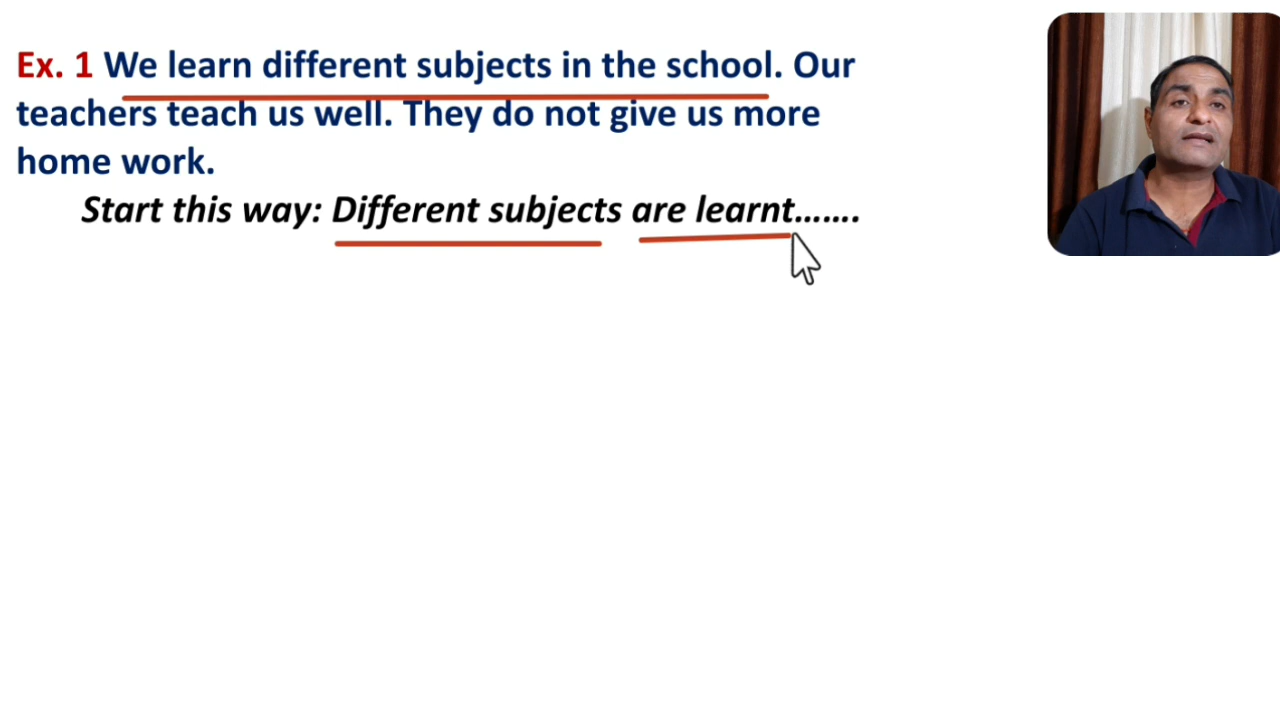 Ex. 1 We learn different subjects in the school. Our
teachers teach us well. They do not give us more
home work.
Start this way: Different subjects are learnt.......